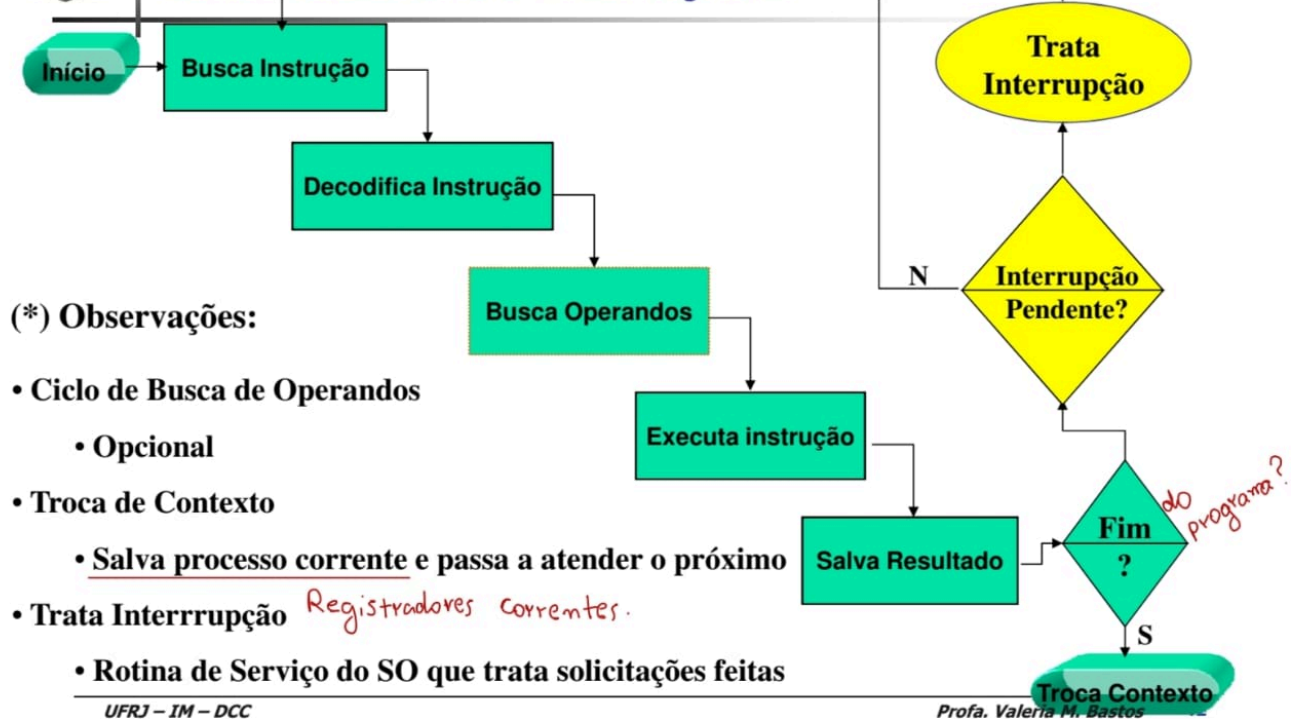 Início
Busca Instrução
Decodifica Instrução
Busca Operandos
Executa instrução
Salva Resultado
Fim
?
do
programa?
S
Troca Contexto
Interrupção
Pendente?
N
Trata
Interrupção
(*) Observações:
• Ciclo de Busca de Operandos
• Opcional
• Troca de Contexto
• Salva processo corrente e passa a atender o próximo
Registradores correntes.
• Trata Interrrupção
• Rotina de Serviço do SO que trata solicitações feitas
UFRJ – IM – DCC
Profa. Valeria M. Bastos